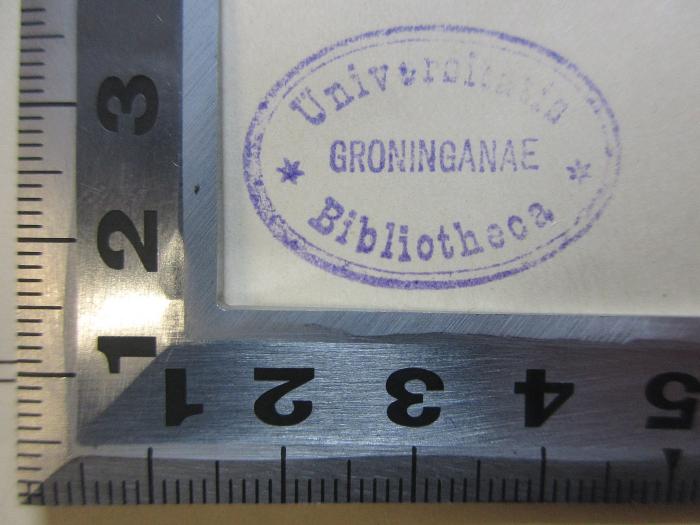 Universitatis
GRONINGANAE
Bibliotheca
3
2
1
1 2 3 4 5